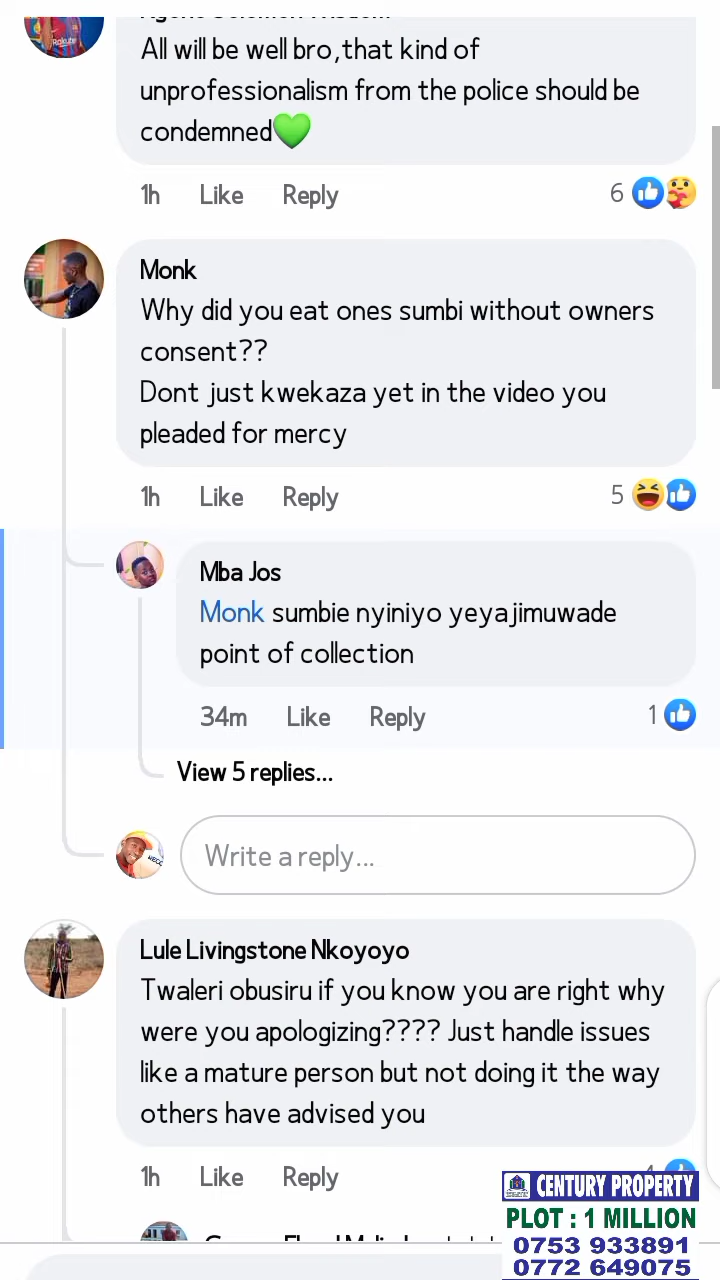 All will be well bro,that kind of
unprofessionalism from the police should be
condemned💚
1h Like Reply 6
Monk
Why did you eat ones sumbi without owners
consent??
Dont just kwekaza yet in the video you
pleaded for mercy
1h Like Reply 5
Mba Jos
Monk sumbie nyiniyo yeyajimuwade
point of collection
34m Like Reply 1
View 5 replies...
Write a reply...
Lule Livingstone Nkoyoyo
Twaleri obusiru if you know you are right why
were you apologizing???? Just handle issues
like a mature person but not doing it the way
others have advised you
1h Like Reply
CENTURY PROPERTY
PLOT : 1 MILLION
0753 933891
0772 649075